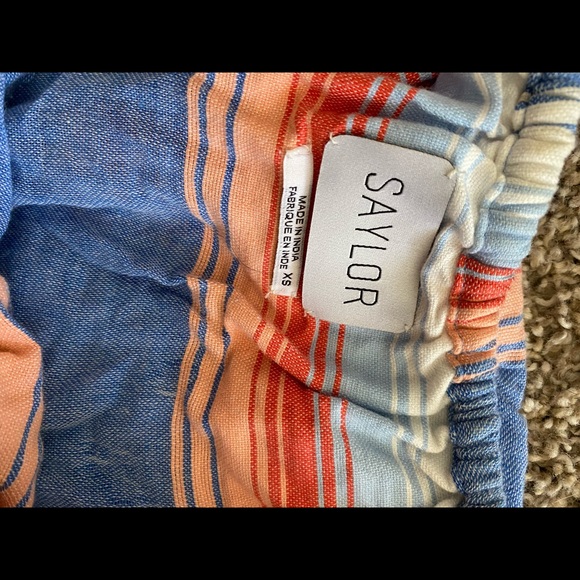 SAYLOR
MADE IN INDIA
FABRIQUE EN INDE XS